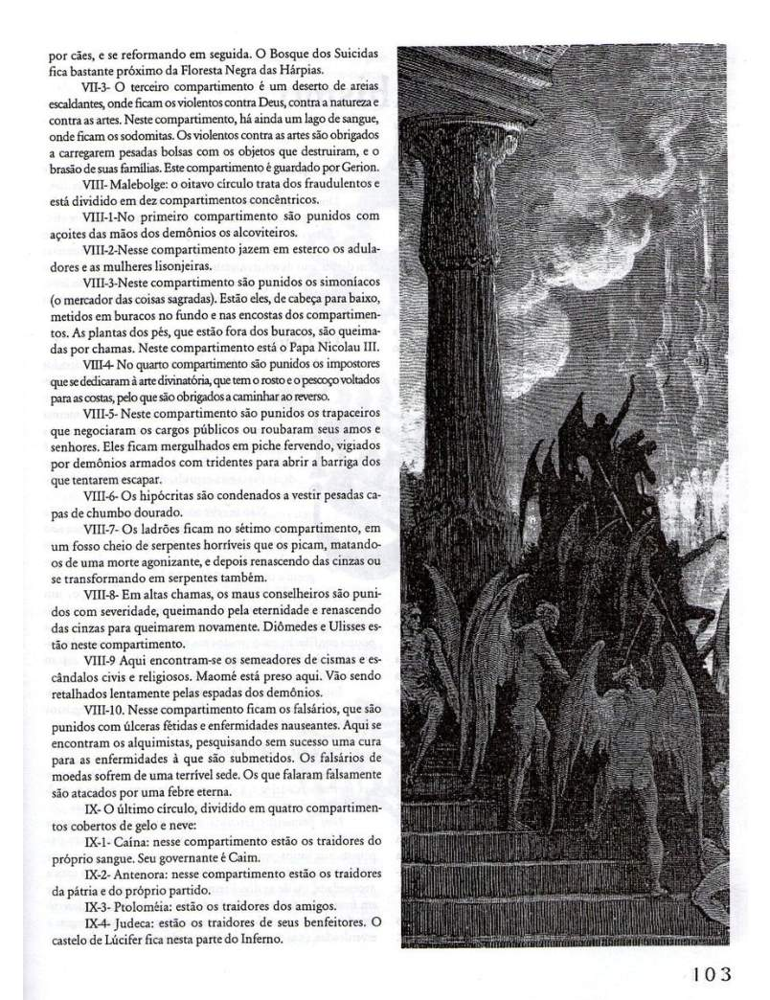 por cães, e se reformando em seguida. O Bosque dos Suicidas
fica bastante próximo da Floresta Negra das Hárpias.
VII-3- O terceiro compartimento é um deserto de areias
escaldantes, onde ficam os violentos contra Deus, contra a natureza e
contra as artes. Neste compartimento, há ainda um lago de sangue,
onde ficam os sodomitas. Os violentos contra as artes são obrigados
a carregarem pesadas bolsas com os objetos que destruiram, e o
brasão de suas famílias. Este compartimento é guardado por Gerion.
VIII- Malebolge: o oitavo círculo trata dos fraudulentos e
está dividido em dez compartimentos concêntricos.
VIII-1-No primeiro compartimento são punidos com
açoites das mãos dos demônios os alcoviteiros.
VIII-2-Nesse compartimento jazem em esterco os adula-
dores e as mulheres lisonjeiras.
VIII-3-Neste compartimento são punidos os simoníacos
(o mercador das coisas sagradas). Estão eles, de cabeça para baixo,
metidos em buracos no fundo e nas encostas dos compartimen-
tos. As plantas dos pés, que estão fora dos buracos, são queima-
das por chamas. Neste compartimento está o Papa Nicolau III.
VIII-4- No quarto compartimento são punidos os impostores
que se dedicaram à arte divinatória, que tem o rosto e o pescoço voltados
para as costas, pelo que são obrigados a caminhar ao reverso.
VIII-5- Neste compartimento são punidos os trapaceiros
que negociaram os cargos públicos ou roubaram seus amos e
senhores. Eles ficam mergulhados em piche fervendo, vigiados
por demônios armados com tridentes para abrir a barriga dos
que tentarem escapar.
VIII-6- Os hipócritas são condenados a vestir pesadas ca-
pas de chumbo dourado.
VIII-7- Os ladrões ficam no sétimo compartimento, em
um fosso cheio de serpentes horríveis que os picam, matando-
os de uma morte agonizante, e depois renascendo das cinzas ou
se transformando em serpentes também.
VIII-8- Em altas chamas, os maus conselheiros são puni-
dos com severidade, queimando pela eternidade e renascendo
das cinzas para queimarem novamente. Diômedes e Ulisses es-
tão neste compartimento.
VIII-9 Aqui encontram-se os semeadores de cismas e es-
cândalos civis e religiosos. Maomé está preso aqui. Vão sendo
retalhados lentamente pelas espadas dos demônios.
VIII-10. Nesse compartimento ficam os falsários, que são
punidos com úlceras fétidas e enfermidades nauseantes. Aqui se
encontram os alquimistas, pesquisando sem sucesso uma cura
para as enfermidades à que são submetidos. Os falsários de
moedas sofrem de uma terrível sede. Os que falaram falsamente
são atacados por uma febre eterna.
IX- O último círculo, dividido em quatro compartimen-
tos cobertos de gelo e neve:
IX-1- Caína: nesse compartimento estão os traidores do
próprio sangue. Seu governante é Caim.
IX-2- Antenora: nesse compartimento estão os traidores
da pátria e do próprio partido.
IX-3- Ptoloméia: estão os traidores dos amigos.
IX-4- Judeca: estão os traidores de seus benfeitores. O
castelo de Lúcifer fica nesta parte do Inferno.
103